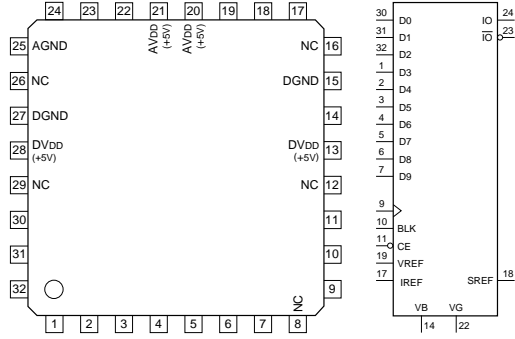 24 23 22 21 20 19 18 17
AVDD (+5V)
AVDD (+5V)
25 AGND
NC 16
26 NC
DGND 15
27 DGND
14
28 DVDD (+5V)
DVDD (+5V) 13
29 NC
NC 12
30
11
31
10
32
9
NC
1 2 3 4 5 6 7 8
30 D0
IO 24
31 D1
IO 23
32 D2
1 D3
2 D4
3 D5
4 D6
5 D7
6 D8
7 D9
9
10 BLK
11 CE
19 VREF
17 IREF
SREF 18
VB VG
14 22